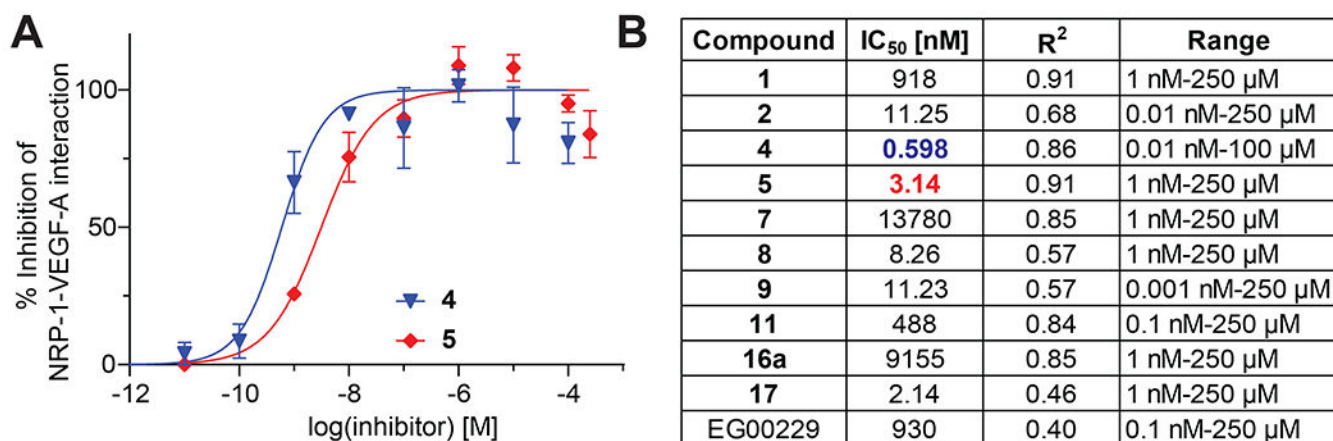 A
% Inhibition of
NRP-1-VEGF-A interaction
100
50
0
-12
-10
-8
-6
-4
log(inhibitor) [M]
4
5
B
Compound IC50 [nM] R2 Range
1 918 0.91 1 nM-250 µM
2 11.25 0.68 0.01 nM-250 µM
4 0.598 0.86 0.01 nM-100 µM
5 3.14 0.91 1 nM-250 µM
7 13780 0.85 1 nM-250 µM
8 8.26 0.57 1 nM-250 µM
9 11.23 0.57 0.001 nM-250 µM
11 488 0.84 0.1 nM-250 µM
16a 9155 0.85 1 nM-250 µM
17 2.14 0.46 1 nM-250 µM
EG00229 930 0.40 0.1 nM-250 µM